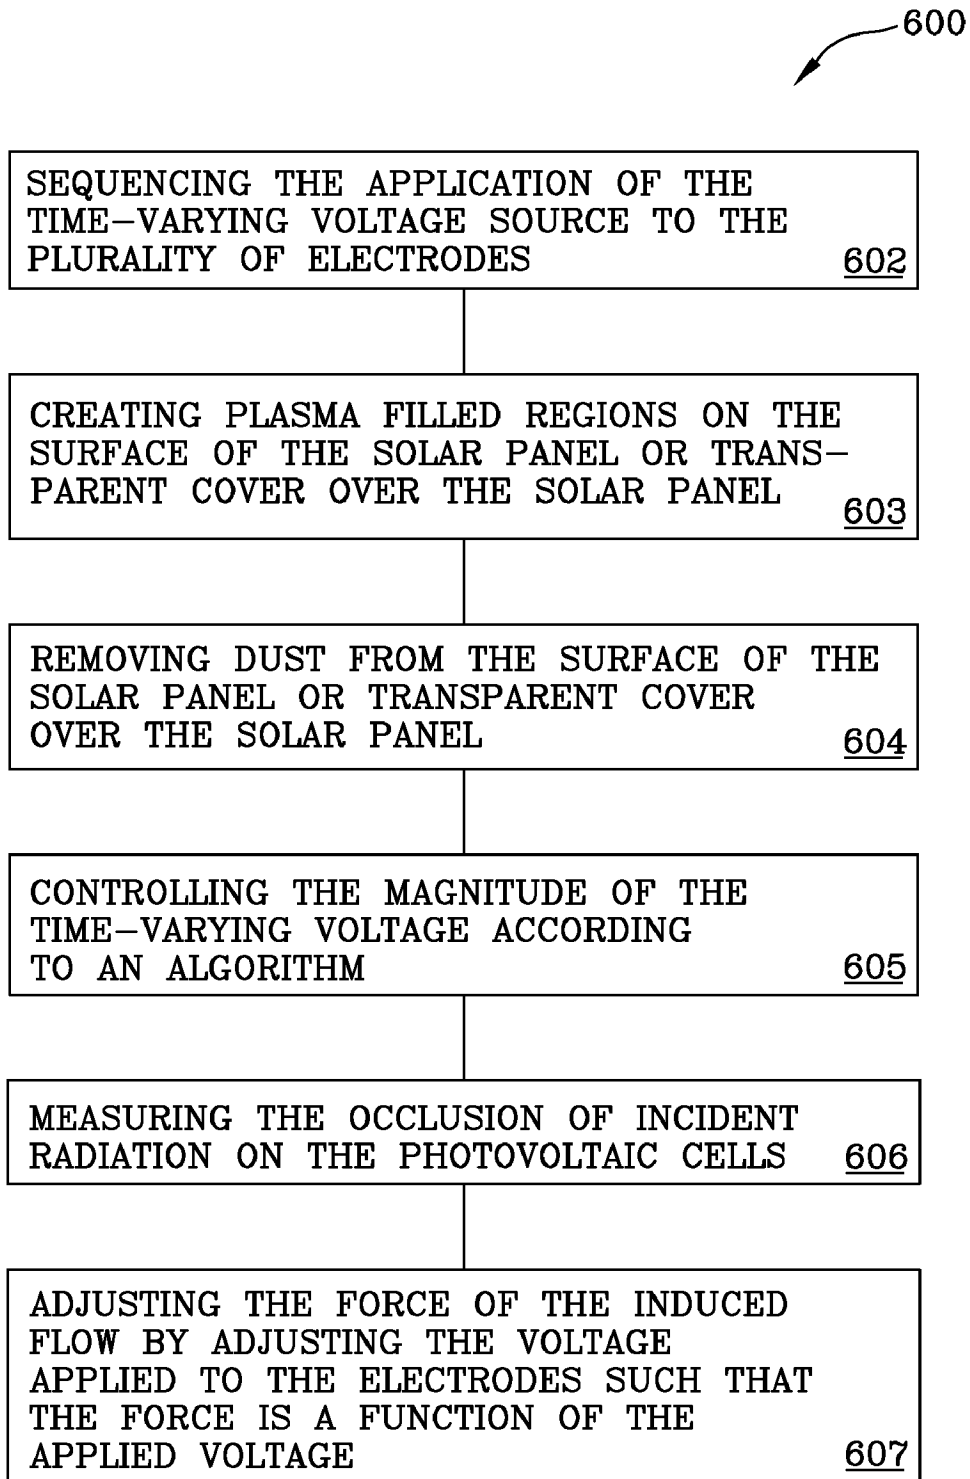 600
SEQUENCING THE APPLICATION OF THE
TIME-VARYING VOLTAGE SOURCE TO THE
PLURALITY OF ELECTRODES
602
CREATING PLASMA FILLED REGIONS ON THE
SURFACE OF THE SOLAR PANEL OR TRANS-
PARENT COVER OVER THE SOLAR PANEL
603
REMOVING DUST FROM THE SURFACE OF THE
SOLAR PANEL OR TRANSPARENT COVER
OVER THE SOLAR PANEL
604
CONTROLLING THE MAGNITUDE OF THE
TIME-VARYING VOLTAGE ACCORDING
TO AN ALGORITHM
605
MEASURING THE OCCLUSION OF INCIDENT
RADIATION ON THE PHOTOVOLTAIC CELLS
606
ADJUSTING THE FORCE OF THE INDUCED
FLOW BY ADJUSTING THE VOLTAGE
APPLIED TO THE ELECTRODES SUCH THAT
THE FORCE IS A FUNCTION OF THE
APPLIED VOLTAGE
607